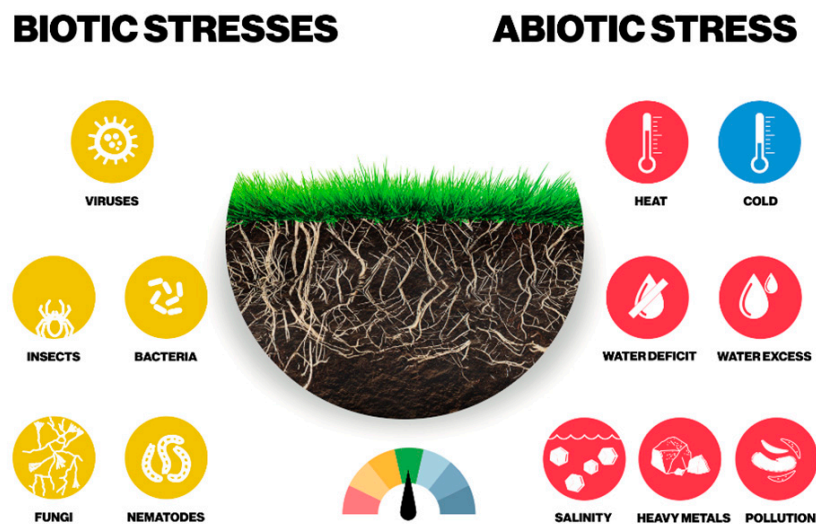 BIOTIC STRESSES
ABIOTIC STRESS
VIRUSES
HEAT
COLD
INSECTS
BACTERIA
WATER DEFICIT
WATER EXCESS
FUNGI
NEMATODES
SALINITY
HEAVY METALS
POLLUTION